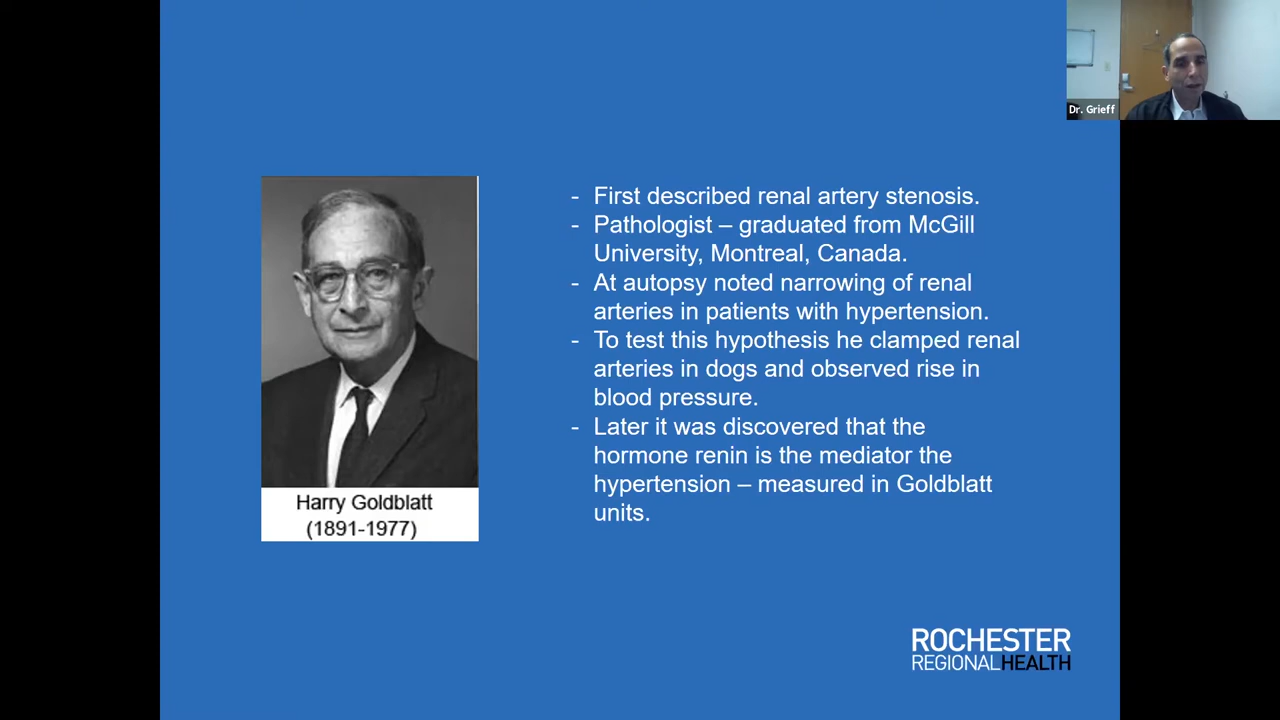 Dr. Grieff
- First described renal artery stenosis.
- Pathologist – graduated from McGill
University, Montreal, Canada.
- At autopsy noted narrowing of renal
arteries in patients with hypertension.
- To test this hypothesis he clamped renal
arteries in dogs and observed rise in
blood pressure.
- Later it was discovered that the
hormone renin is the mediator the
hypertension – measured in Goldblatt
units.
Harry Goldblatt
(1891-1977)
ROCHESTER
REGIONALHEALTH